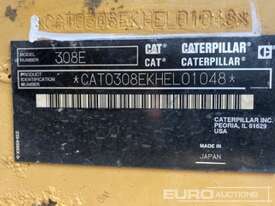 *CAT0308EKHEL01048*
MODEL NUMBER 308E CAT CATERPILLAR
CAT CATERPILLAR
PRODUCT IDENTIFICATION NUMBER
*CAT0308EKHEL01048*
CATERPILLAR INC.
PEORIA, IL 61629
USA
MADE IN
JAPAN
EURO AUCTIONS